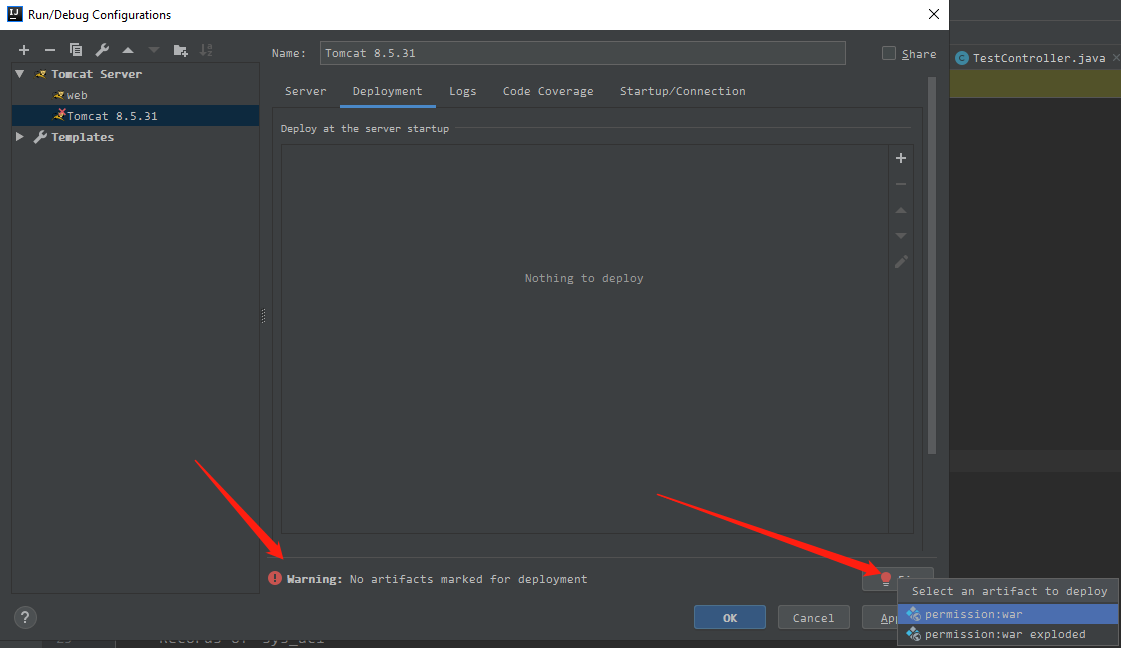 Run/Debug Configurations
Name: Tomcat 8.5.31
Share
TestController.java
Tomcat Server
web
Tomcat 8.5.31
Templates
Server Deployment Logs Code Coverage Startup/Connection
Deploy at the server startup
Nothing to deploy
Warning: No artifacts marked for deployment
Select an artifact to deploy
permission:war
permission:war exploded
OK Cancel
?